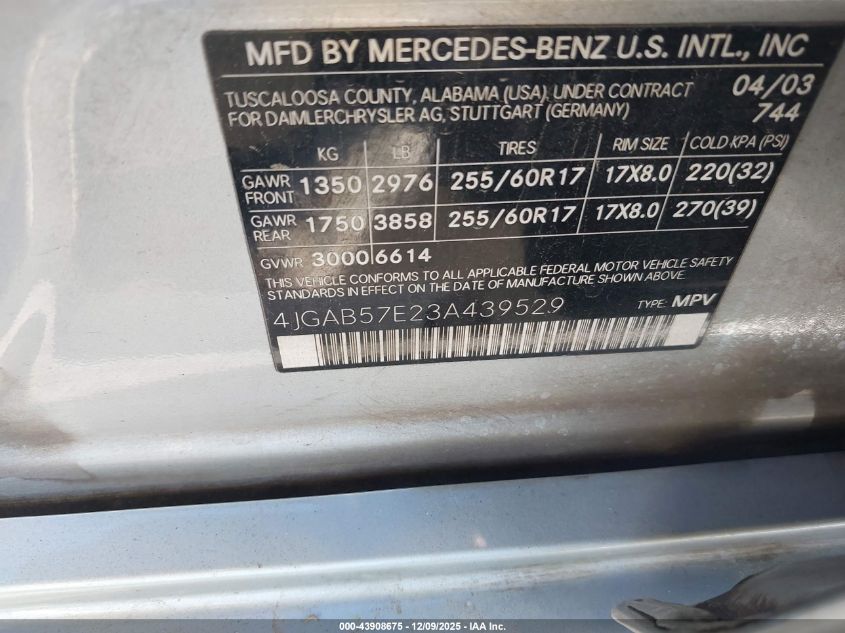 MFD BY MERCEDES-BENZ U.S. INTL., INC
TUSCALOOSA COUNTY, ALABAMA (USA) UNDER CONTRACT 04/03
FOR DAIMLERCHRYSLER AG, STUTTGART (GERMANY) 744
KG LB TIRES RIM SIZE COLD KPA (PSI)
GAWR FRONT 1350 2976 255/60R17 17X8.0 220(32)
GAWR REAR 1750 3858 255/60R17 17X8.0 270(39)
GVWR 3000 6614
THIS VEHICLE CONFORMS TO ALL APPLICABLE FEDERAL MOTOR VEHICLE SAFETY
STANDARDS IN EFFECT ON THE DATE OF MANUFACTURE SHOWN ABOVE.
4JGAB57E23A439529 TYPE: MPV
000-43908675 - 12/09/2025 - IAA Inc.